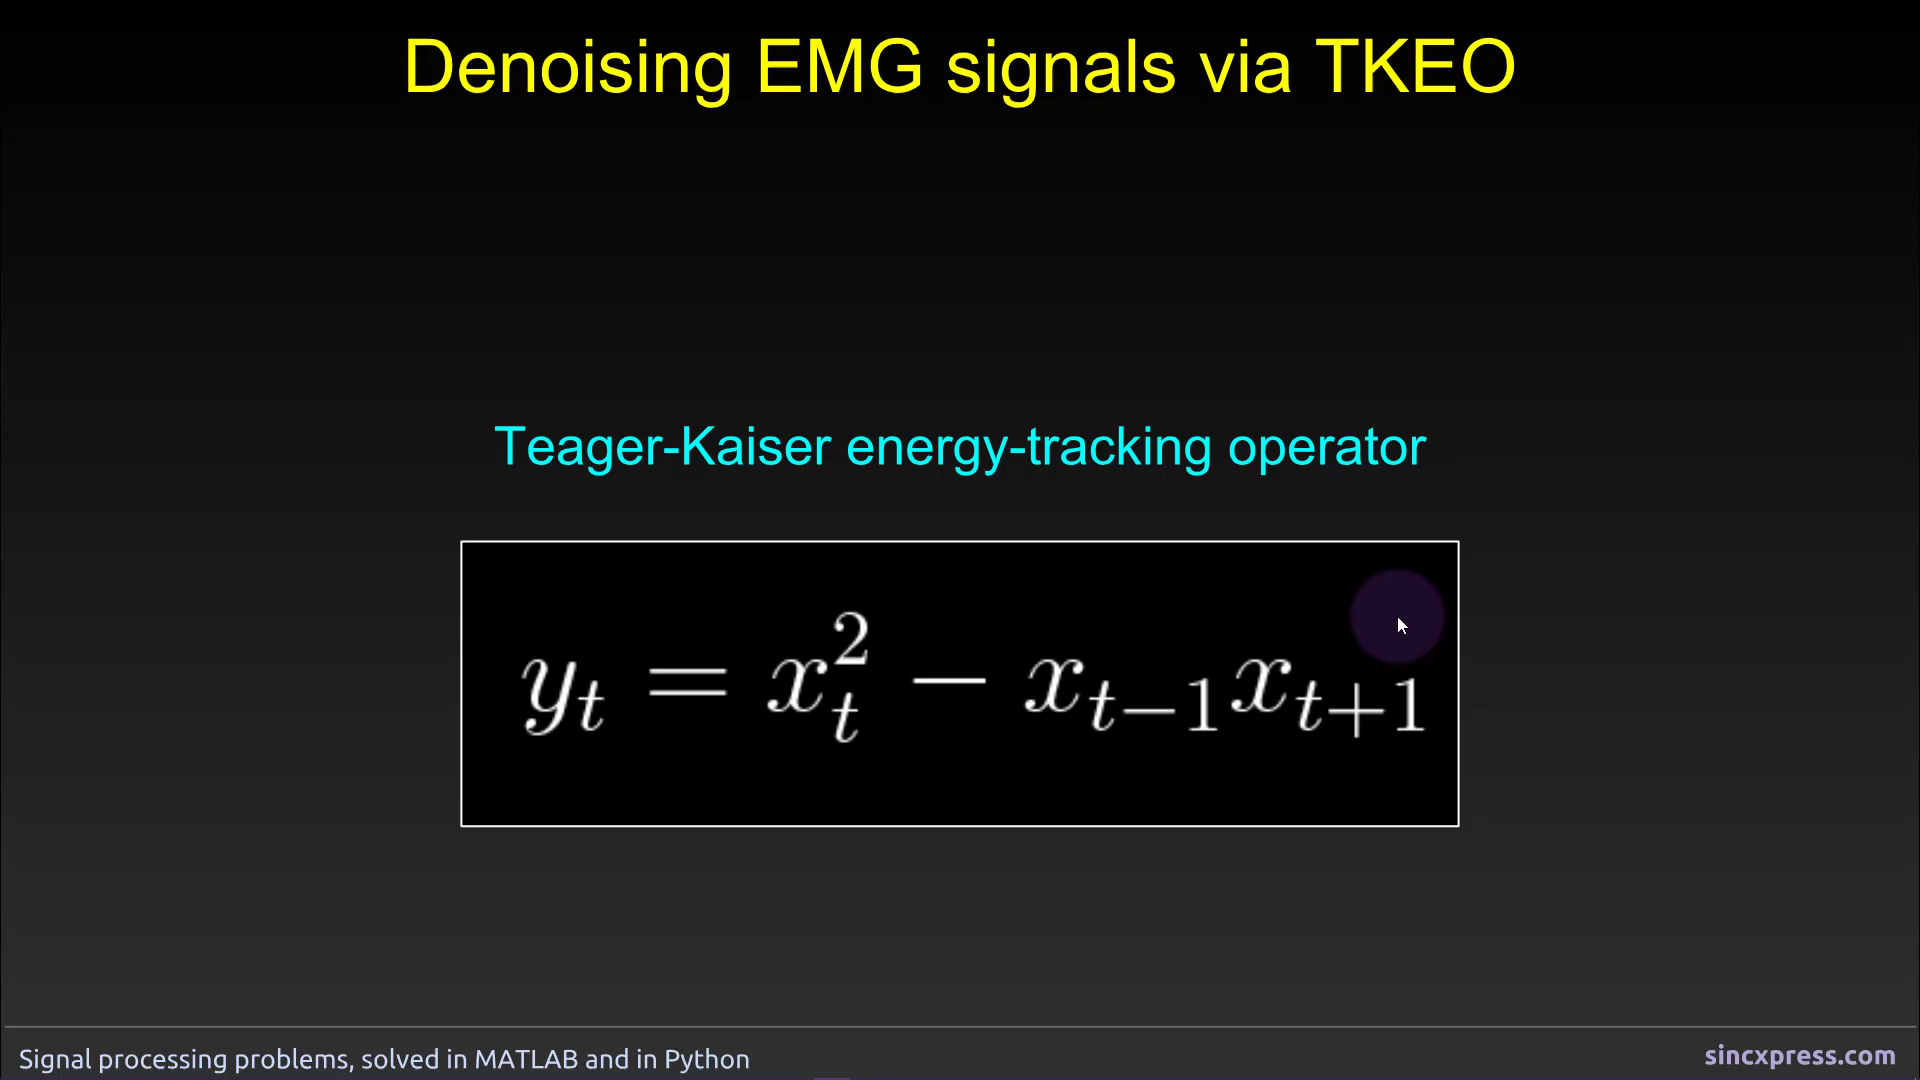 Denoising EMG signals via TKEO
Teager-Kaiser energy-tracking operator
y_t = x_t^2 − x_{t−1}x_{t+1}
Signal processing problems, solved in MATLAB and in Python
sincxpress.com